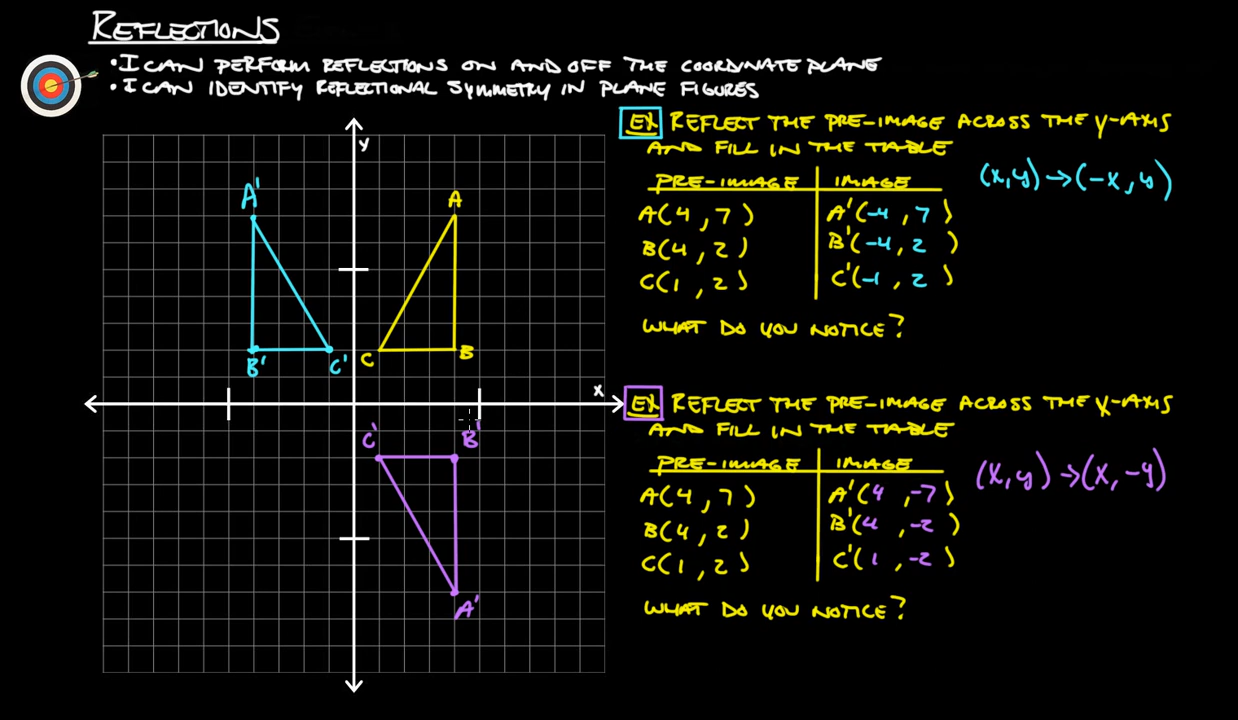 REFLECTIONS
• I CAN PERFORM REFLECTIONS ON AND OFF THE COORDINATE PLANE
• I CAN IDENTIFY REFLECTIONAL SYMMETRY IN PLANE FIGURES
y
A'
A
B'
C'
C
B
x
C'
B'
A'
EX REFLECT THE PRE-IMAGE ACROSS THE Y-AXIS
AND FILL IN THE TABLE
(x,y)→(-x,y)
PRE-IMAGE IMAGE
A(4,7) A'(-4,7)
B(4,2) B'(-4,2)
C(1,2) C'(-1,2)
WHAT DO YOU NOTICE?
EX REFLECT THE PRE-IMAGE ACROSS THE X-AXIS
AND FILL IN THE TABLE
(x,y)→(x,-y)
PRE-IMAGE IMAGE
A(4,7) A'(4,-7)
B(4,2) B'(4,-2)
C(1,2) C'(1,-2)
WHAT DO YOU NOTICE?